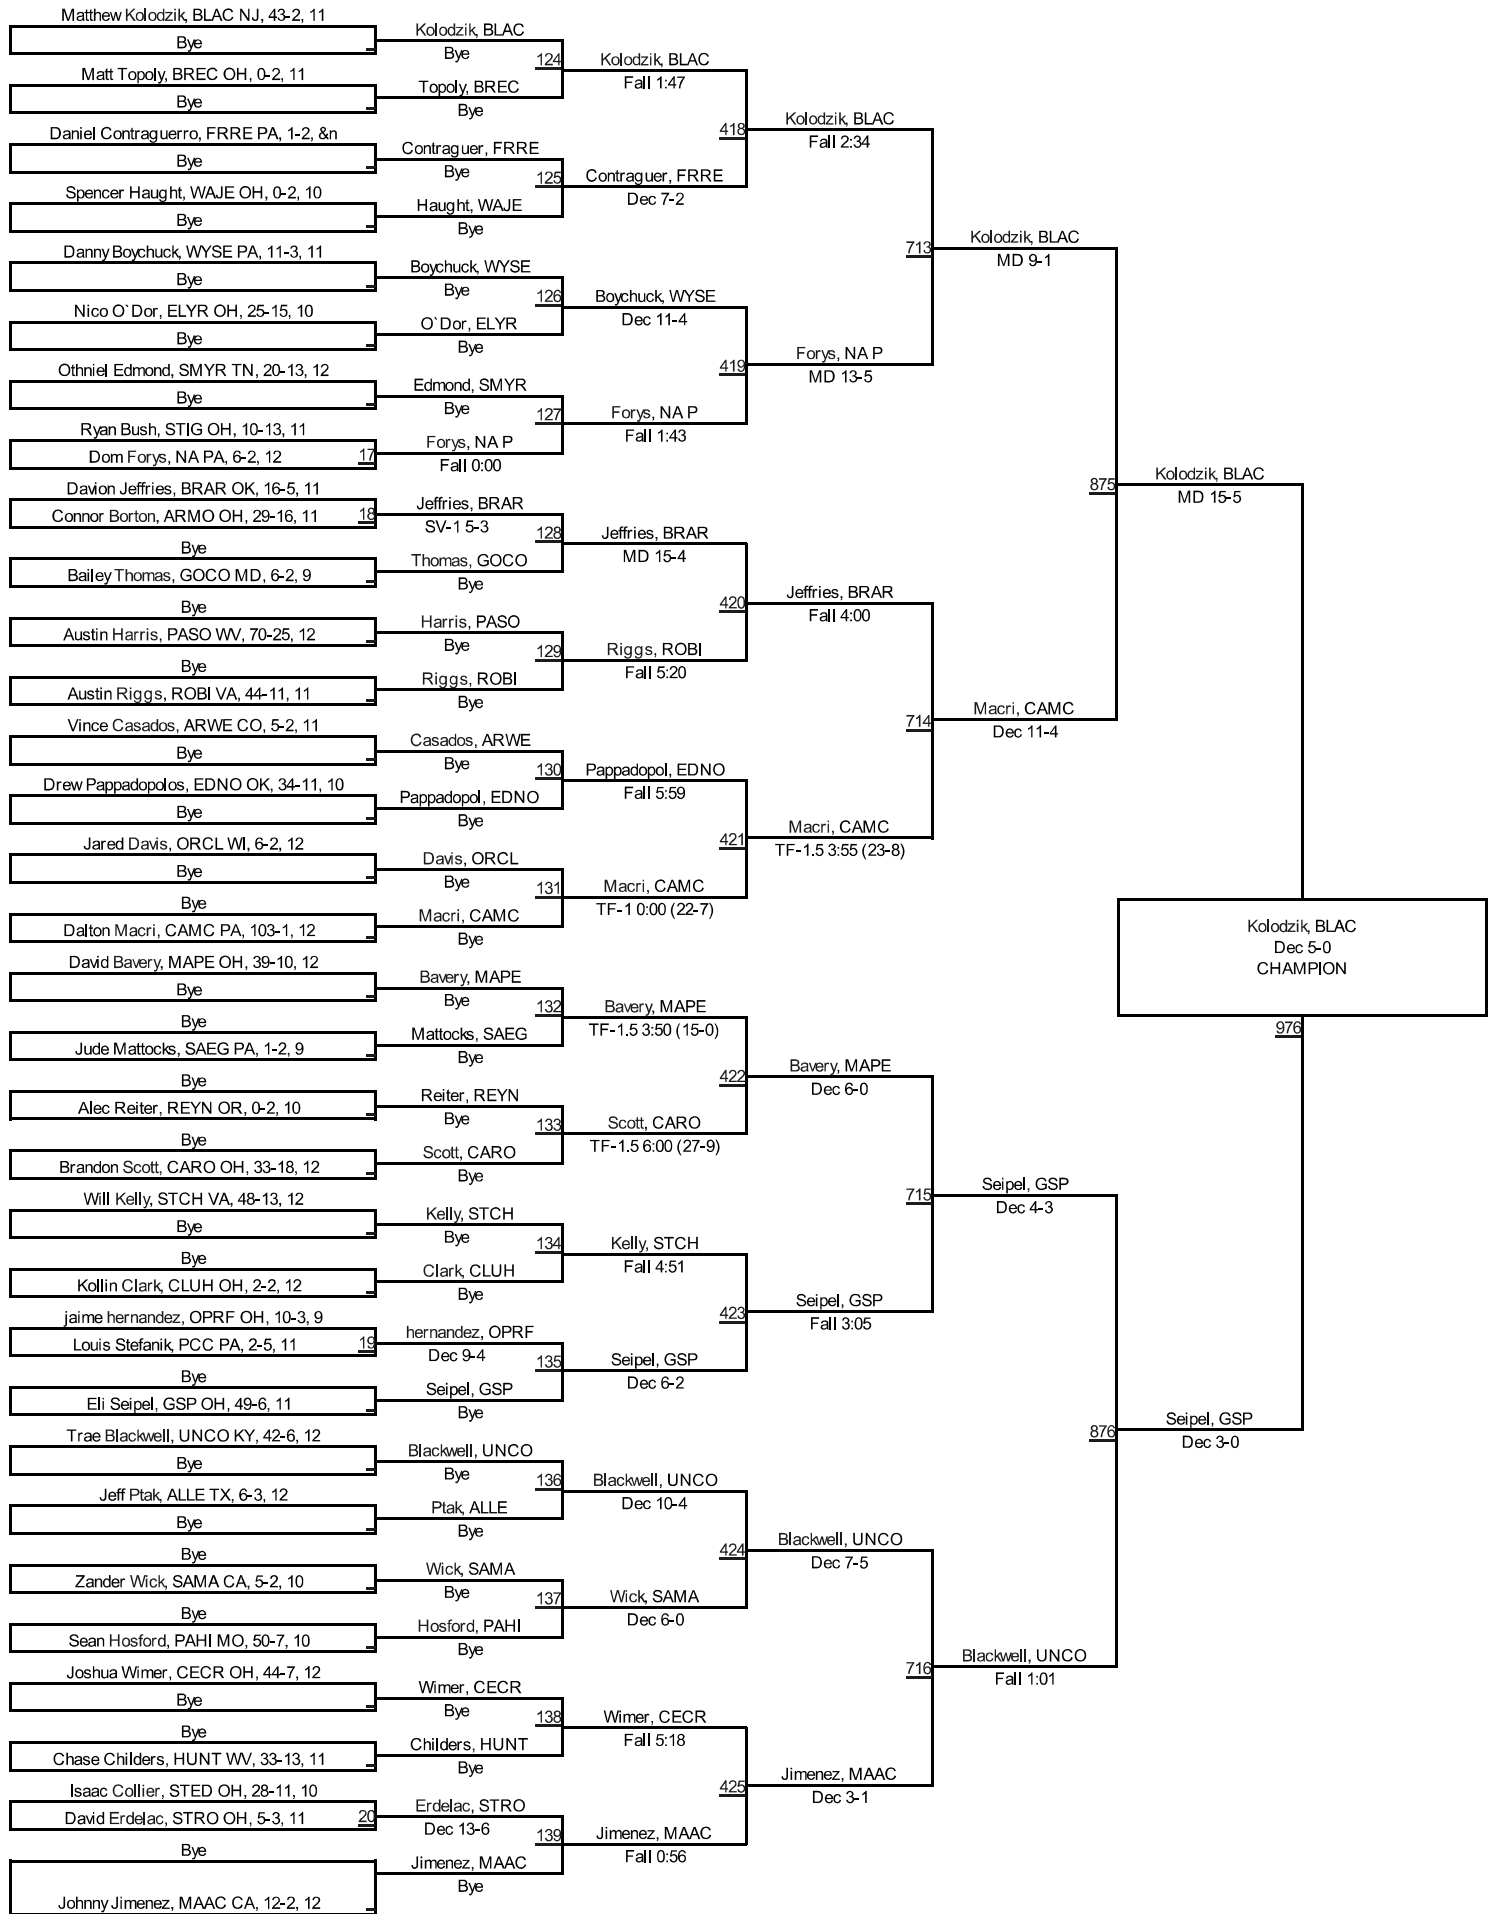 Matthew Kolodzik, BLAC NJ, 43-2, 11
Bye
Matt Topoly, BREC OH, 0-2, 11
Bye
Daniel Contraguerro, FRRE PA, 1-2, &n
Bye
Spencer Haught, WAJE OH, 0-2, 10
Bye
Danny Boychuck, WYSE PA, 11-3, 11
Bye
Nico O`Dor, ELYR OH, 25-15, 10
Bye
Othniel Edmond, SMYR TN, 20-13, 12
Bye
Ryan Bush, STIG OH, 10-13, 11
Dom Forys, NA PA, 6-2, 12
17
Davion Jeffries, BRAR OK, 16-5, 11
Connor Borton, ARMO OH, 29-16, 11
18
Bye
Bailey Thomas, GOCO MD, 6-2, 9
Bye
Austin Harris, PASO WV, 70-25, 12
Bye
Austin Riggs, ROBI VA, 44-11, 11
Vince Casados, ARWE CO, 5-2, 11
Bye
Drew Pappadopolos, EDNO OK, 34-11, 10
Bye
Jared Davis, ORCL WI, 6-2, 12
Bye
Bye
Dalton Macri, CAMC PA, 103-1, 12
David Bavery, MAPE OH, 39-10, 12
Bye
Bye
Jude Mattocks, SAEG PA, 1-2, 9
Bye
Alec Reiter, REYN OR, 0-2, 10
Bye
Brandon Scott, CARO OH, 33-18, 12
Will Kelly, STCH VA, 48-13, 12
Bye
Bye
Kollin Clark, CLUH OH, 2-2, 12
jaime hernandez, OPRF OH, 10-3, 9
Louis Stefanik, PCC PA, 2-5, 11
19
Bye
Eli Seipel, GSP OH, 49-6, 11
Trae Blackwell, UNCO KY, 42-6, 12
Bye
Jeff Ptak, ALLE TX, 6-3, 12
Bye
Bye
Zander Wick, SAMA CA, 5-2, 10
Bye
Sean Hosford, PAHI MO, 50-7, 10
Joshua Wimer, CECR OH, 44-7, 12
Bye
Bye
Chase Childers, HUNT WV, 33-13, 11
Isaac Collier, STED OH, 28-11, 10
David Erdelac, STRO OH, 5-3, 11
20
Bye
Johnny Jimenez, MAAC CA, 12-2, 12
Kolodzik, BLAC
Bye
124
Topoly, BREC
Bye
Contraguer, FRRE
Bye
125
Haught, WAJE
Bye
Boychuck, WYSE
Bye
126
O`Dor, ELYR
Bye
Edmond, SMYR
Bye
127
Forys, NA P
Fall 0:00
Jeffries, BRAR
SV-1 5-3
128
Thomas, GOCO
Bye
Harris, PASO
Bye
129
Riggs, ROBI
Bye
Casados, ARWE
Bye
130
Pappadopol, EDNO
Bye
Davis, ORCL
Bye
131
Macri, CAMC
Bye
Bavery, MAPE
Bye
132
Mattocks, SAEG
Bye
Reiter, REYN
Bye
133
Scott, CARO
Bye
Kelly, STCH
Bye
134
Clark, CLUH
Bye
hernandez, OPRF
Dec 9-4
135
Seipel, GSP
Bye
Blackwell, UNCO
Bye
136
Ptak, ALLE
Bye
Wick, SAMA
Bye
137
Hosford, PAHI
Bye
Wimer, CECR
Bye
138
Childers, HUNT
Bye
Erdelac, STRO
Dec 13-6
139
Jimenez, MAAC
Bye
Kolodzik, BLAC
Fall 1:47
418
Contraguer, FRRE
Dec 7-2
Boychuck, WYSE
Dec 11-4
419
Forys, NA P
Fall 1:43
Jeffries, BRAR
MD 15-4
420
Riggs, ROBI
Fall 5:20
Pappadopol, EDNO
Fall 5:59
421
Macri, CAMC
TF-1 0:00 (22-7)
Bavery, MAPE
TF-1.5 3:50 (15-0)
422
Scott, CARO
TF-1.5 6:00 (27-9)
Kelly, STCH
Fall 4:51
423
Seipel, GSP
Dec 6-2
Blackwell, UNCO
Dec 10-4
424
Wick, SAMA
Dec 6-0
Wimer, CECR
Fall 5:18
425
Jimenez, MAAC
Fall 0:56
Kolodzik, BLAC
Fall 2:34
713
Forys, NA P
MD 13-5
Jeffries, BRAR
Fall 4:00
714
Macri, CAMC
TF-1.5 3:55 (23-8)
Bavery, MAPE
Dec 6-0
715
Seipel, GSP
Fall 3:05
Blackwell, UNCO
Dec 7-5
716
Jimenez, MAAC
Dec 3-1
Kolodzik, BLAC
MD 9-1
875
Macri, CAMC
Dec 11-4
Seipel, GSP
Dec 4-3
876
Blackwell, UNCO
Fall 1:01
Kolodzik, BLAC
MD 15-5
Seipel, GSP
Dec 3-0
Kolodzik, BLAC
Dec 5-0
CHAMPION
976